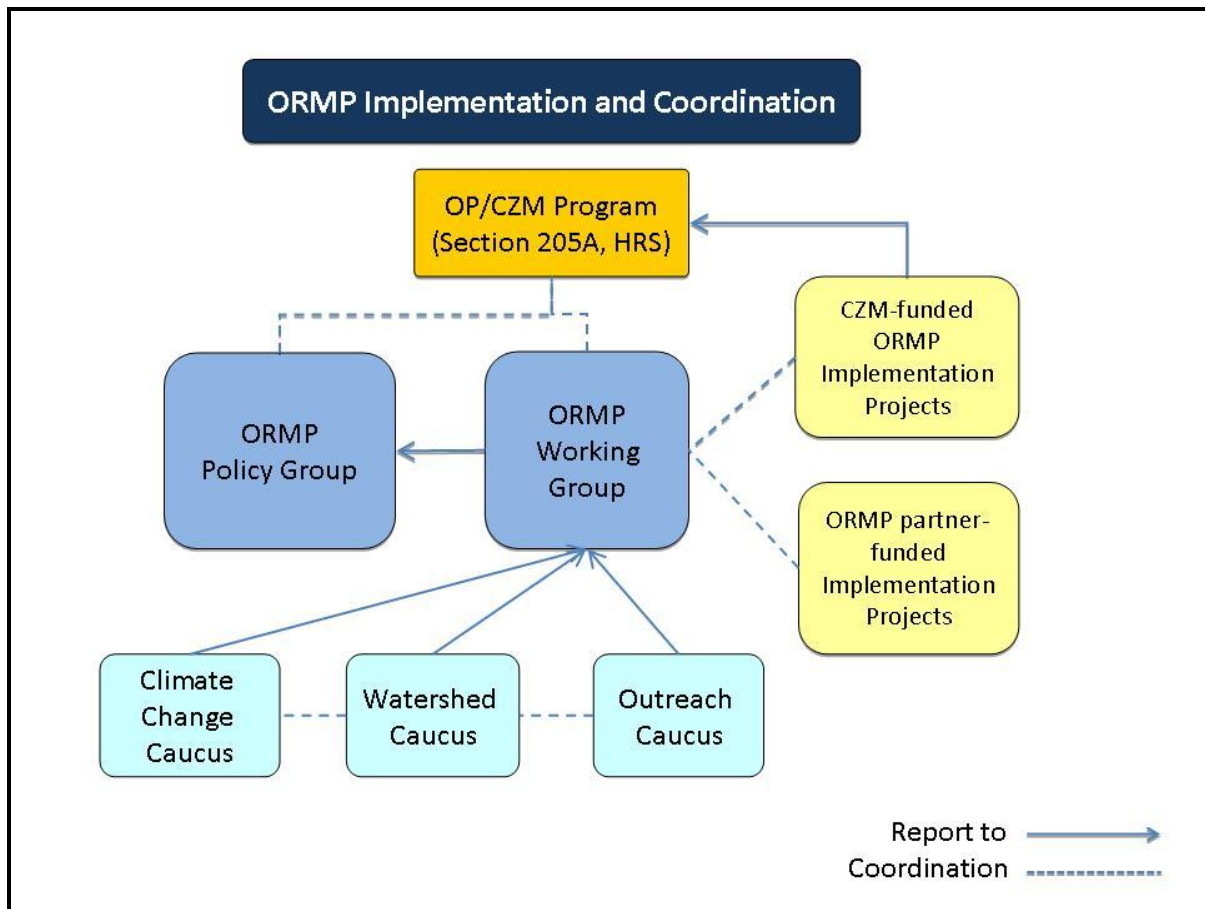 ORMP Implementation and Coordination
OP/CZM Program
(Section 205A, HRS)
CZM-funded
ORMP
Implementation
Projects
ORMP
Policy Group
ORMP
Working
Group
ORMP partner-
funded
Implementation
Projects
Climate
Change
Caucus
Watershed
Caucus
Outreach
Caucus
Report to
Coordination